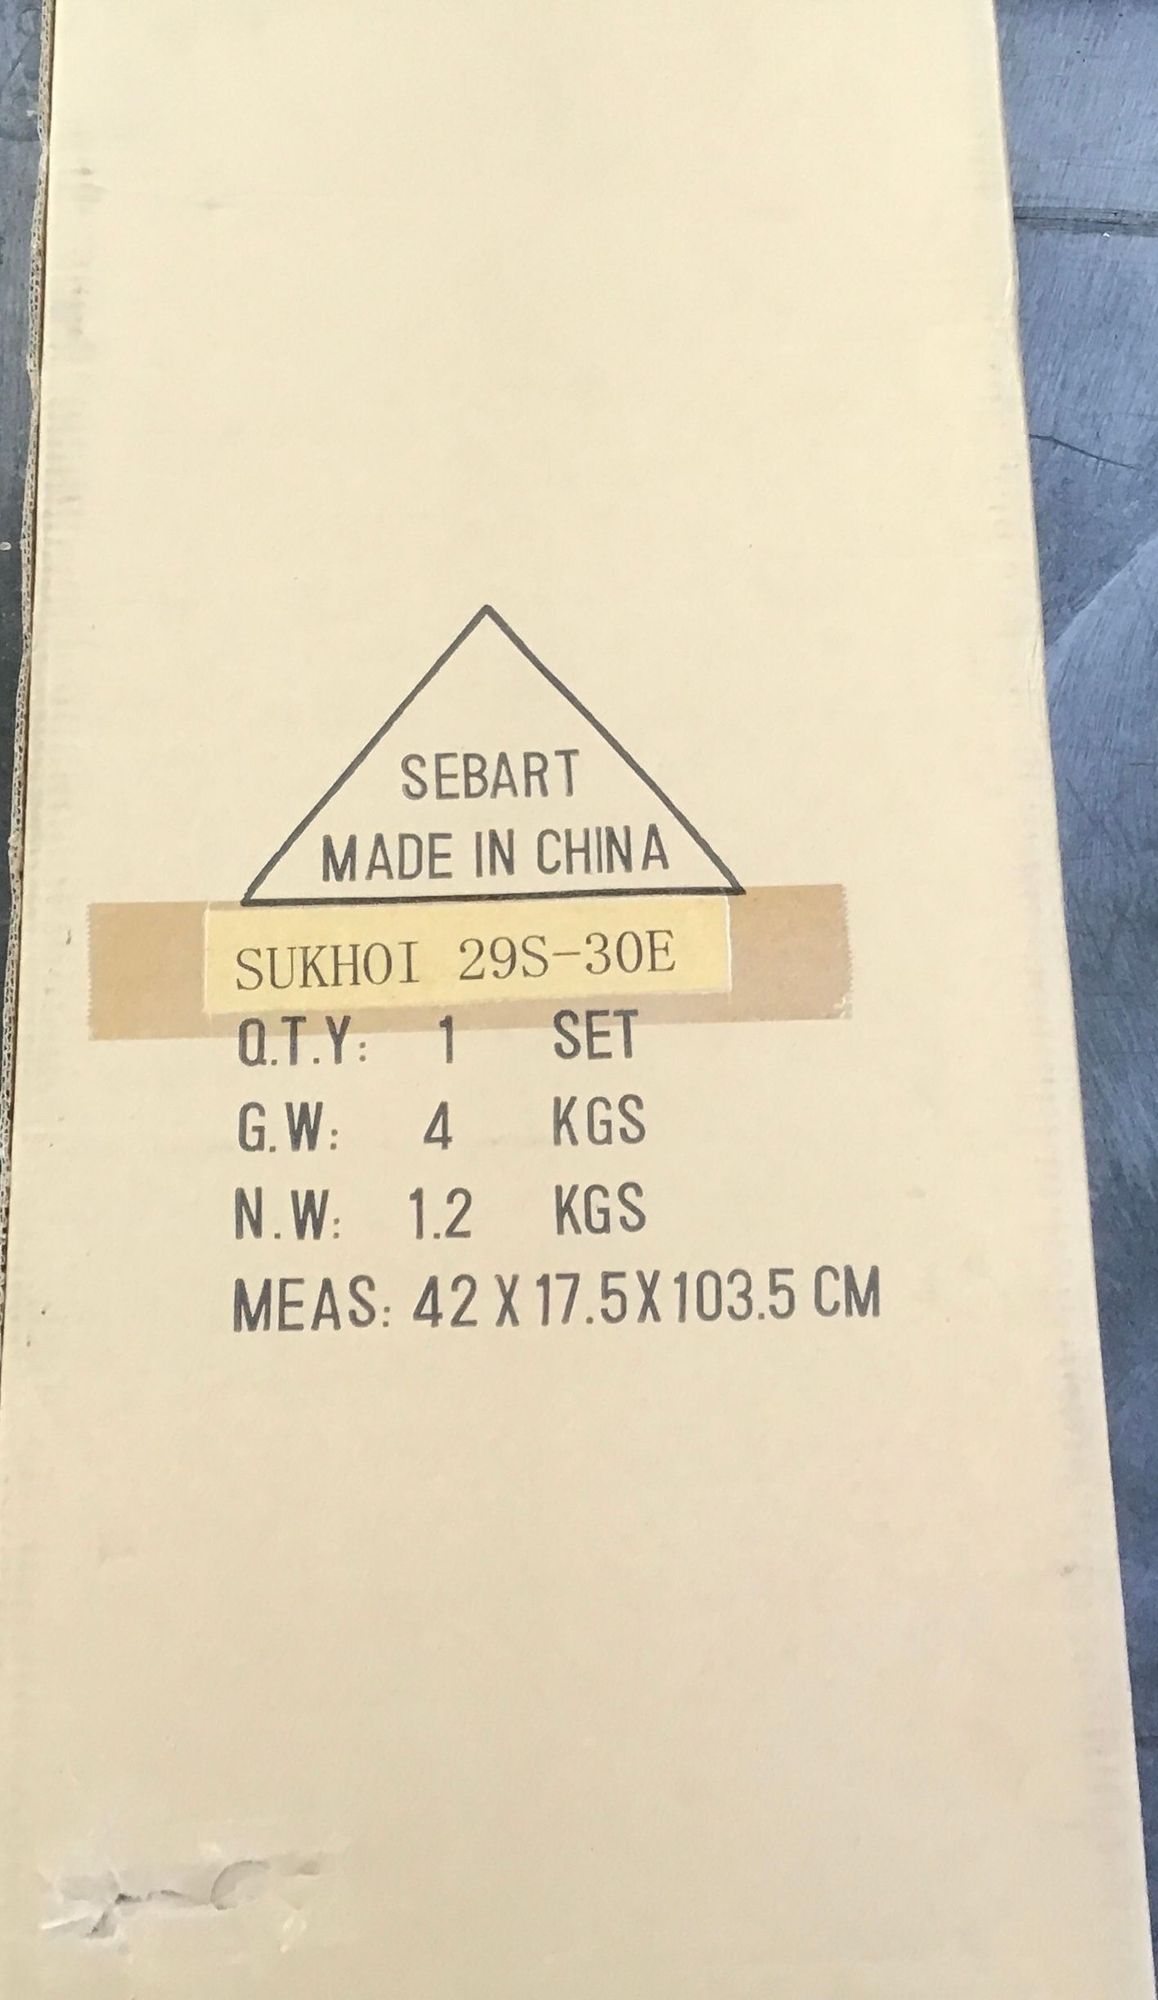 SEBART
MADE IN CHINA
SUKHOI 29S-30E
Q.T.Y: 1 SET
G.W: 4 KGS
N.W: 1.2 KGS
MEAS: 42 X 17.5 X 103.5 CM